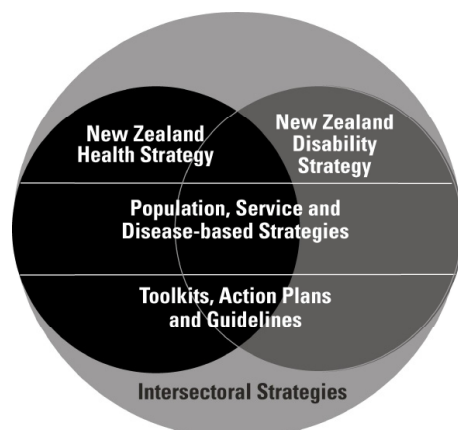 New Zealand
Health Strategy
New Zealand
Disability
Strategy
Population, Service and
Disease-based Strategies
Toolkits, Action Plans
and Guidelines
Intersectoral Strategies